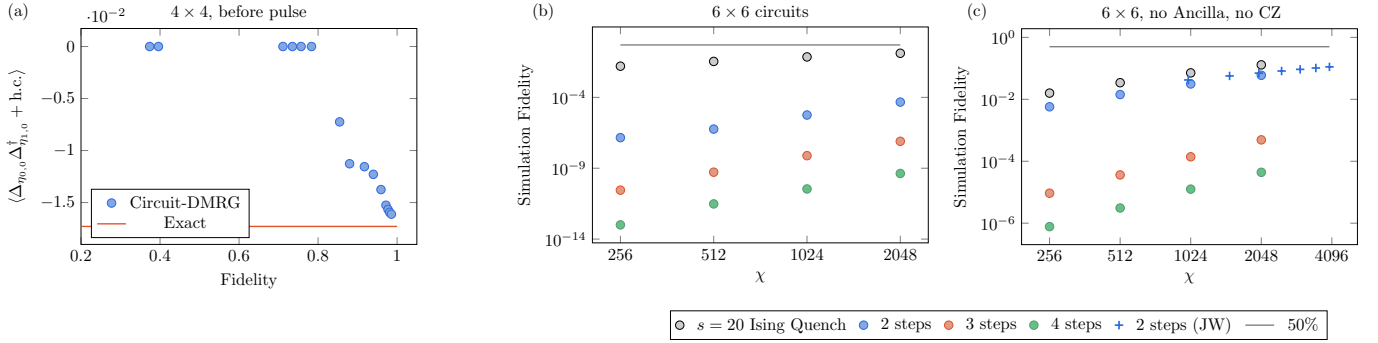 (a)
4 × 4, before pulse
·10⁻²
0
−0.5
−1
−1.5
⟨Δη₀,₀Δ†η₁,₀ + h.c.⟩
Circuit-DMRG
Exact
0.2 0.4 0.6 0.8 1
Fidelity
(b)
6 × 6 circuits
Simulation Fidelity
10⁻⁴
10⁻⁹
10⁻¹⁴
256 512 1024 2048
χ
(c)
6 × 6, no Ancilla, no CZ
Simulation Fidelity
10⁰
10⁻²
10⁻⁴
10⁻⁶
256 512 1024 2048 4096
χ
s = 20 Ising Quench 2 steps 3 steps 4 steps 2 steps (JW) 50%